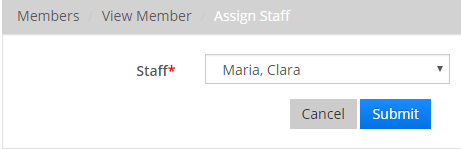 Members / View Member / Assign Staff
Staff* Maria, Clara
Cancel Submit